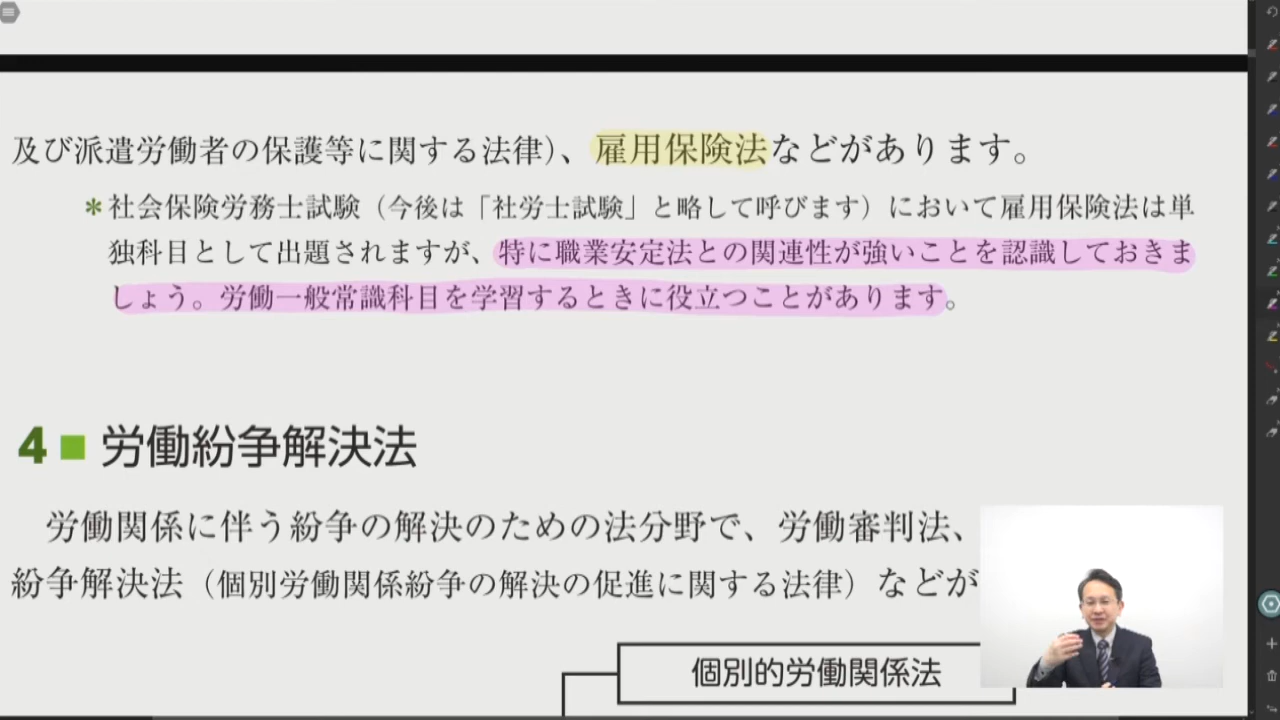 及び派遣労働者の保護等に関する法律）、雇用保険法などがあります。
＊社会保険労務士試験（今後は「社労士試験」と略して呼びます）において雇用保険法は単
独科目として出題されますが、特に職業安定法との関連性が強いことを認識しておきま
しょう。労働一般常識科目を学習するときに役立つことがあります。
4■労働紛争解決法
労働関係に伴う紛争の解決のための法分野で、労働審判法、
紛争解決法（個別労働関係紛争の解決の促進に関する法律）などが
個別的労働関係法